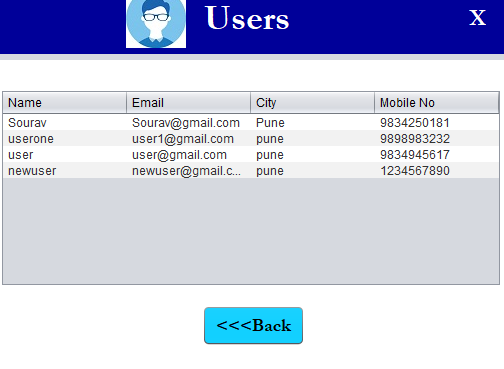 Users X
Name Email City Mobile No
Sourav Sourav@gmail.com Pune 9834250181
userone user1@gmail.com pune 9898983232
user user@gmail.com pune 9834945617
newuser newuser@gmail.c... pune 1234567890
<<<Back